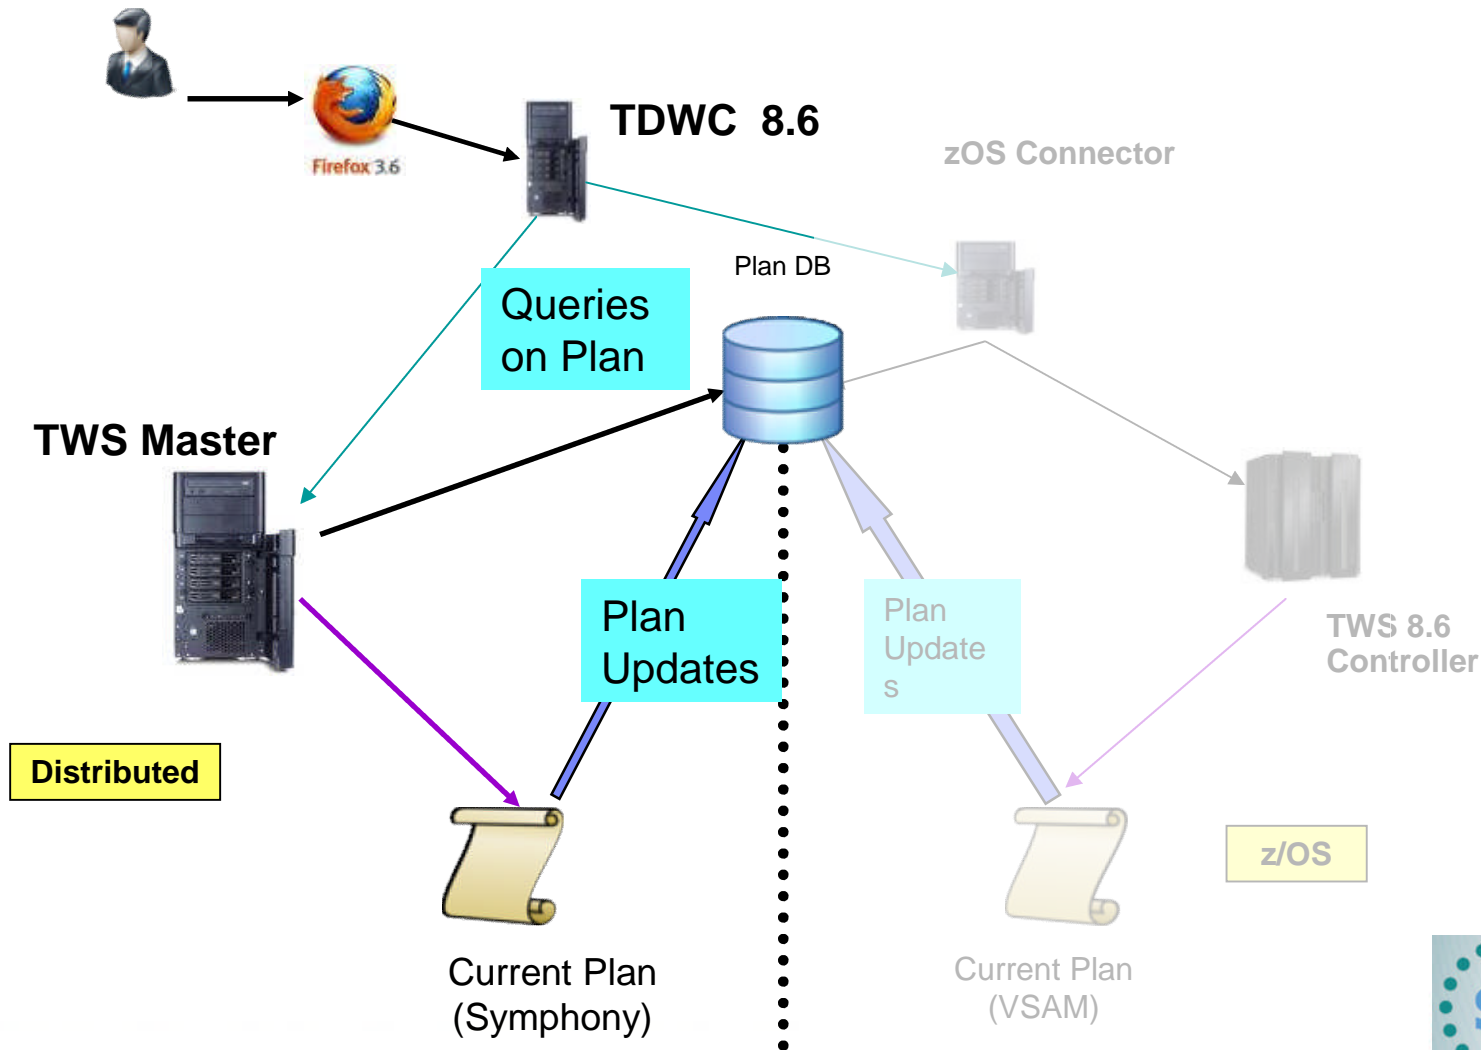 TDWC 8.6
zOS Connector
Firefox 3.6
Plan DB
Queries
on Plan
TWS Master
Plan
Updates
Plan
Update
s
TWS 8.6
Controller
Distributed
z/OS
Current Plan
(Symphony)
Current Plan
(VSAM)